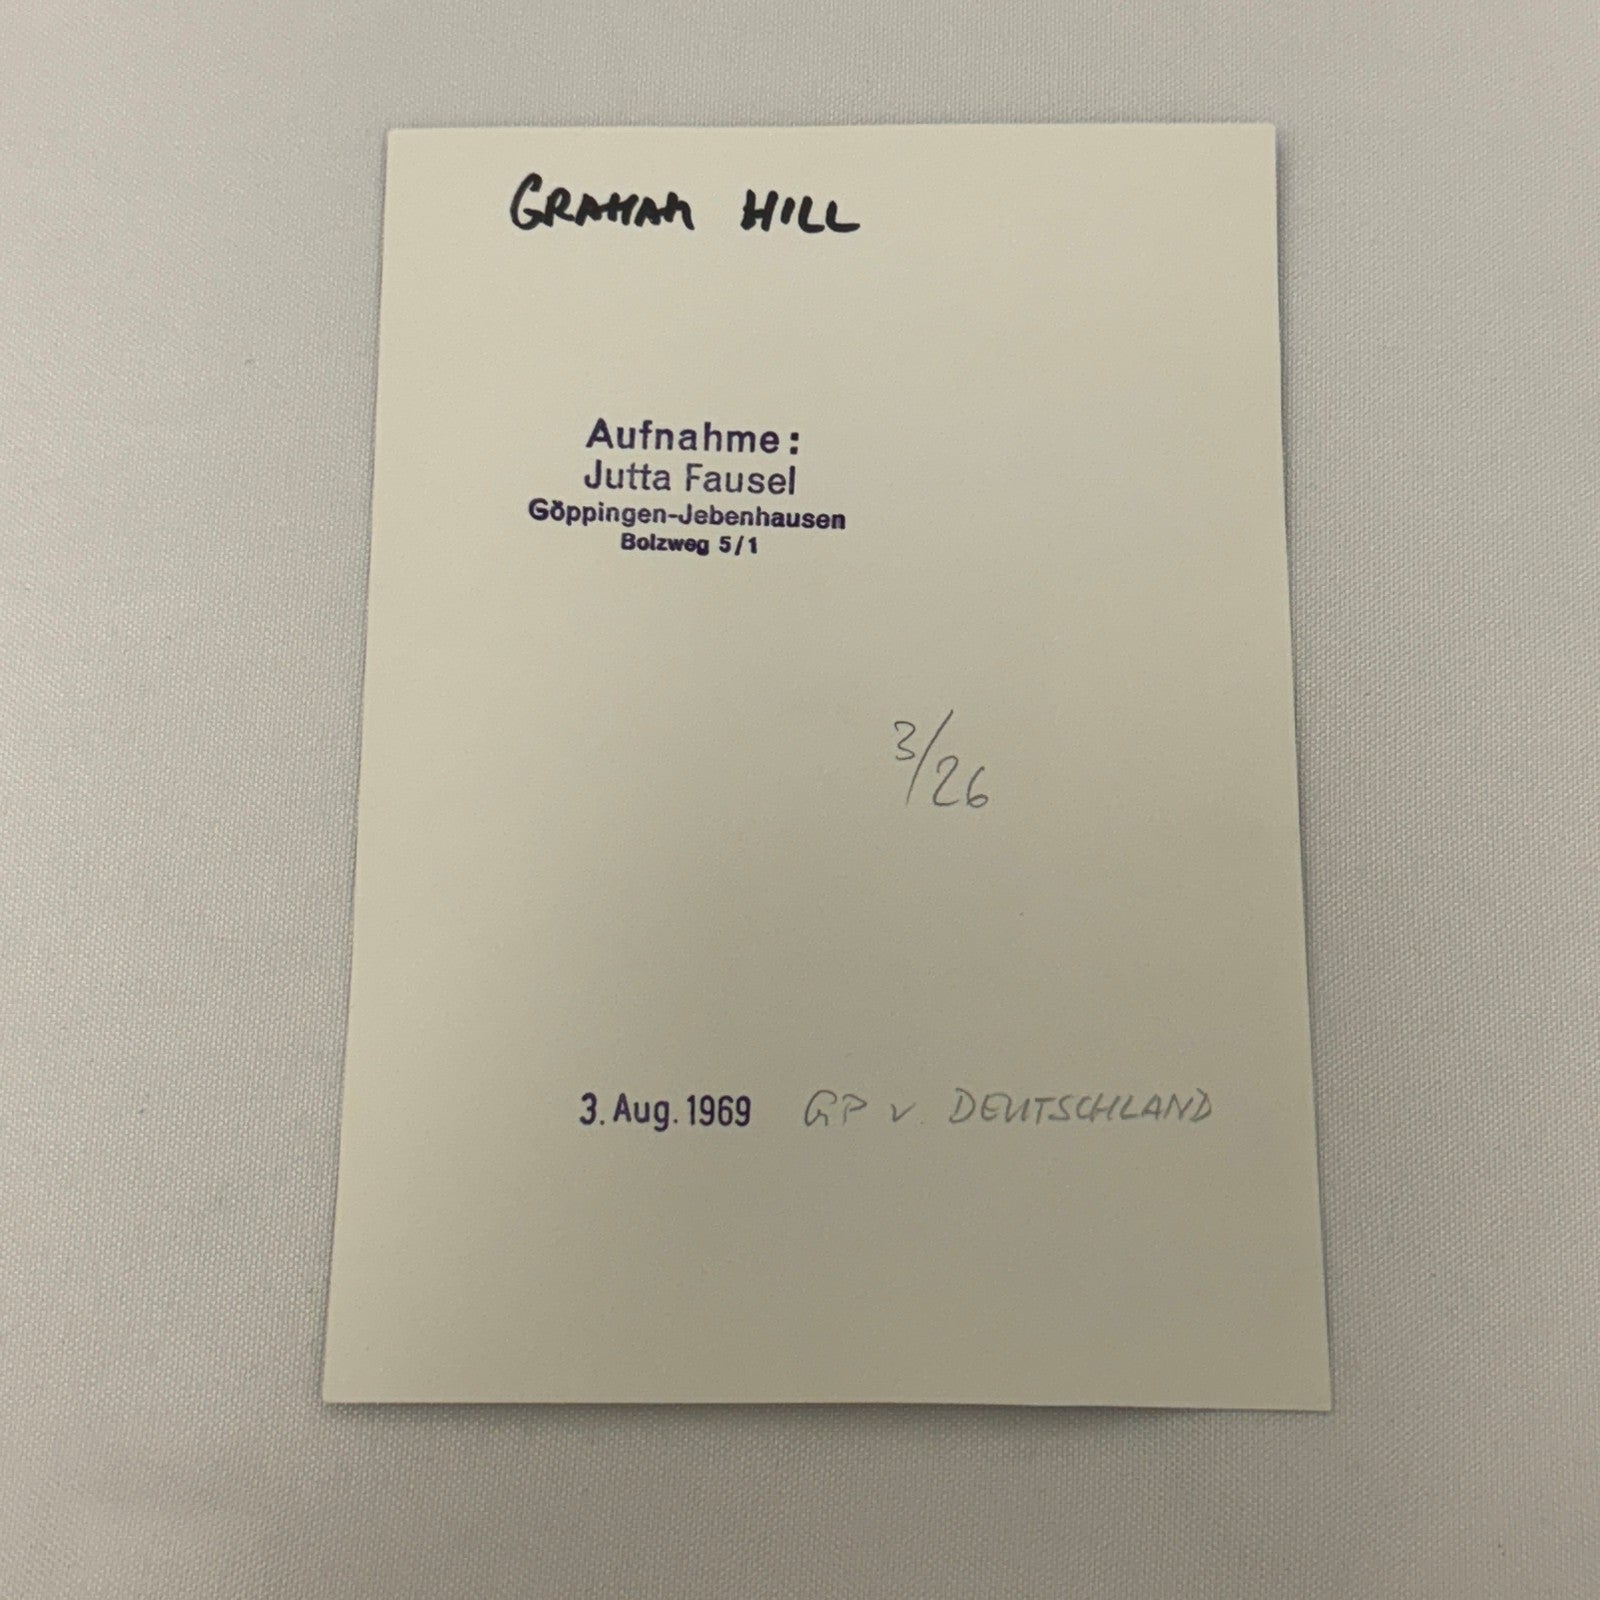 GRAHAM HILL
Aufnahme:
Jutta Fausel
Göppingen-Jebenhausen
Bolzweg 5/1
3/26
3. Aug. 1969 GP v. DEUTSCHLAND